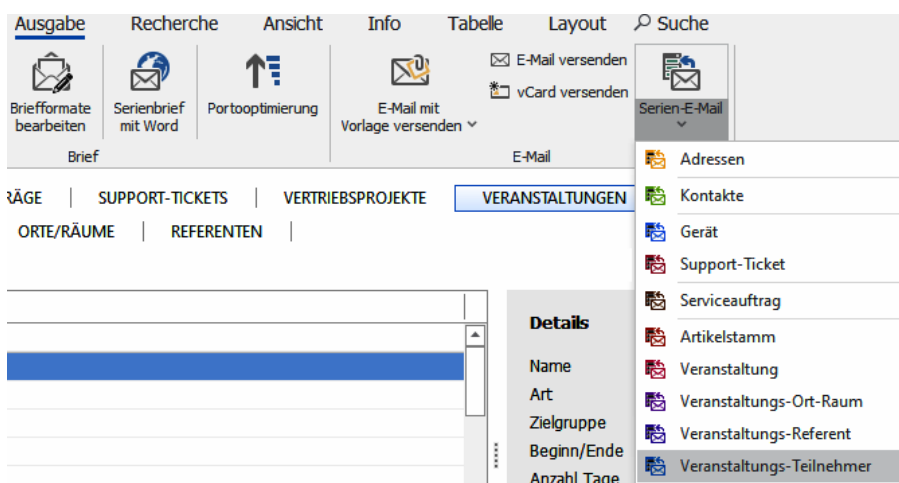 Ausgabe Recherche Ansicht Info Tabelle Layout Suche
E-Mail versenden
vCard versenden
Briefformate bearbeiten
Serienbrief mit Word
Portooptimierung
E-Mail mit
Vorlage versenden
Serien-E-Mail
Brief E-Mail
RÄGE | SUPPORT-TICKETS | VERTRIEBSPROJEKTE VERANSTALTUNGEN
ORTE/RÄUME | REFERENTEN |
Adressen
Kontakte
Gerät
Support-Ticket
Serviceauftrag
Artikelstamm
Veranstaltung
Veranstaltungs-Ort-Raum
Veranstaltungs-Referent
Veranstaltungs-Teilnehmer
Details
Name
Art
Zielgruppe
Beginn/Ende
Anzahl Tage